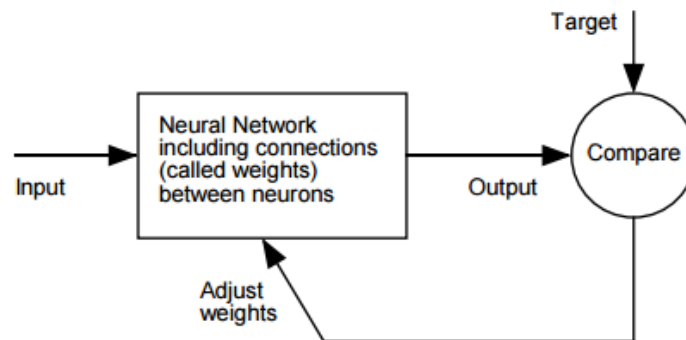 Target
Neural Network
including connections
(called weights)
between neurons
Compare
Input
Output
Adjust
weights